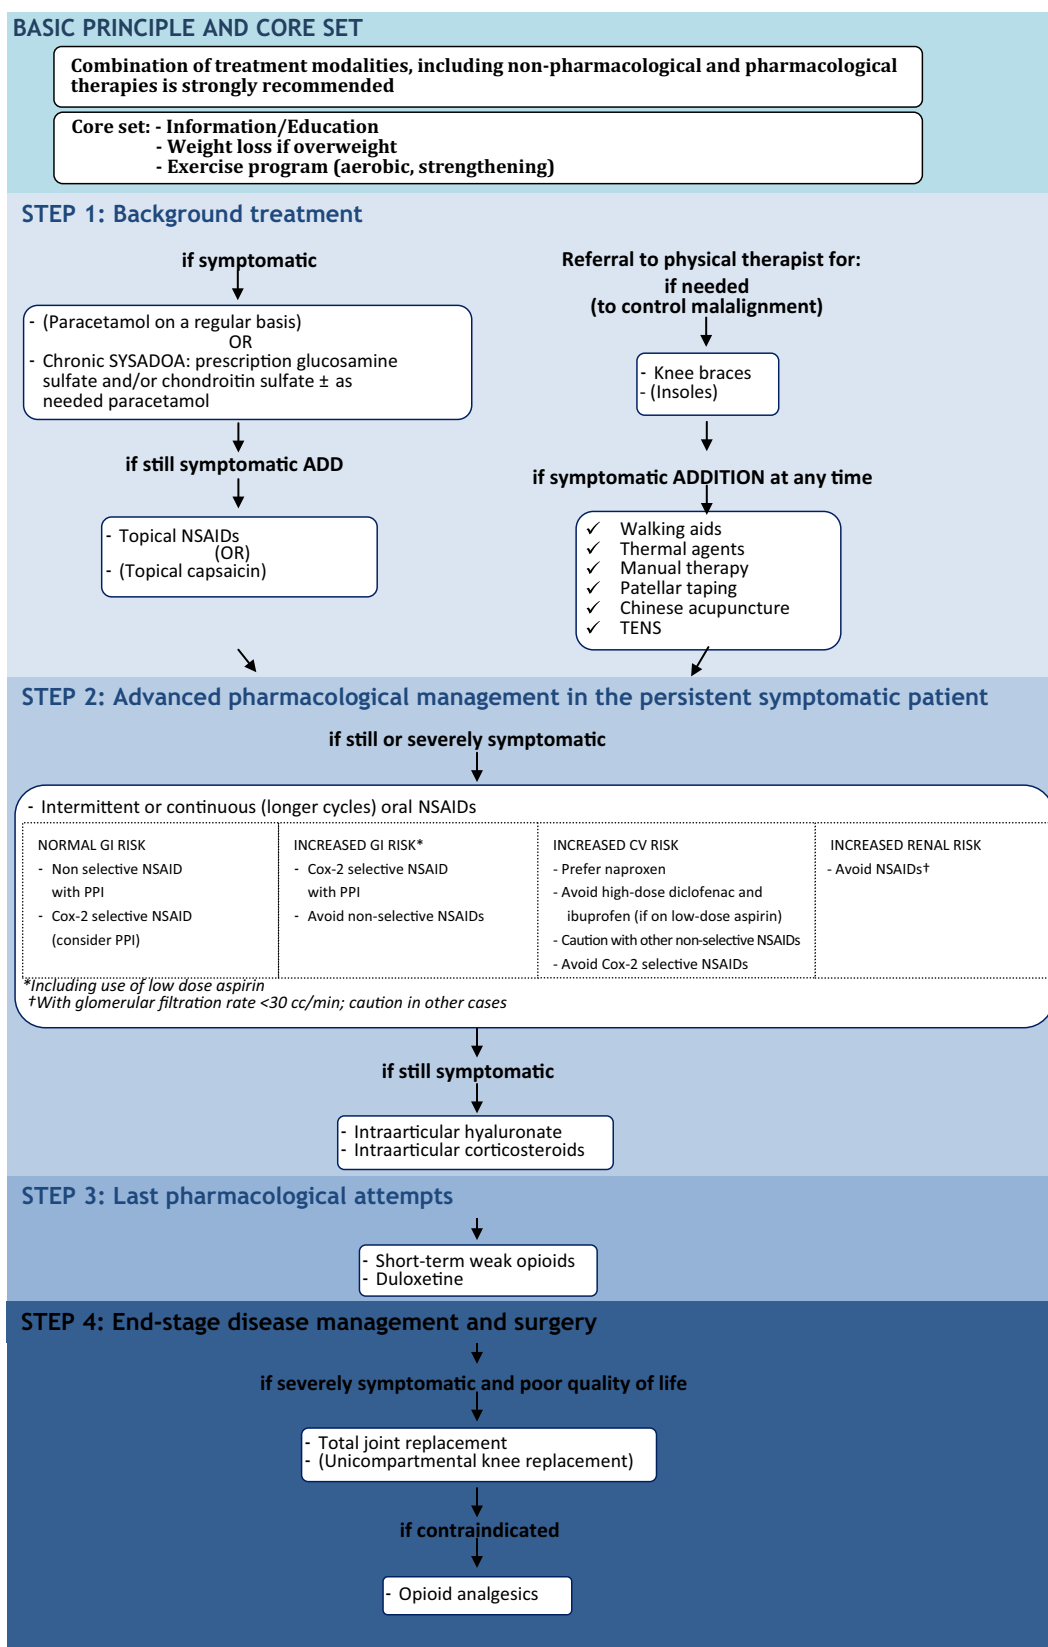 BASIC PRINCIPLE AND CORE SET
Combination of treatment modalities, including non-pharmacological and pharmacological
therapies is strongly recommended
Core set: - Information/Education
- Weight loss if overweight
- Exercise program (aerobic, strengthening)
STEP 1: Background treatment
if symptomatic
- (Paracetamol on a regular basis)
OR
- Chronic SYSADOA: prescription glucosamine
sulfate and/or chondroitin sulfate ± as
needed paracetamol
if still symptomatic ADD
- Topical NSAIDs
(OR)
- (Topical capsaicin)
Referral to physical therapist for:
if needed
(to control malalignment)
- Knee braces
- (Insoles)
if symptomatic ADDITION at any time
✓ Walking aids
✓ Thermal agents
✓ Manual therapy
✓ Patellar taping
✓ Chinese acupuncture
✓ TENS
STEP 2: Advanced pharmacological management in the persistent symptomatic patient
if still or severely symptomatic
- Intermittent or continuous (longer cycles) oral NSAIDs
NORMAL GI RISK
- Non selective NSAID
with PPI
- Cox-2 selective NSAID
(consider PPI)
INCREASED GI RISK*
- Cox-2 selective NSAID
with PPI
- Avoid non-selective NSAIDs
INCREASED CV RISK
- Prefer naproxen
- Avoid high-dose diclofenac and
ibuprofen (if on low-dose aspirin)
- Caution with other non-selective NSAIDs
- Avoid Cox-2 selective NSAIDs
INCREASED RENAL RISK
- Avoid NSAIDs†
*Including use of low dose aspirin
†With glomerular filtration rate <30 cc/min; caution in other cases
if still symptomatic
- Intraarticular hyaluronate
- Intraarticular corticosteroids
STEP 3: Last pharmacological attempts
- Short-term weak opioids
- Duloxetine
STEP 4: End-stage disease management and surgery
if severely symptomatic and poor quality of life
- Total joint replacement
- (Unicompartmental knee replacement)
if contraindicated
- Opioid analgesics